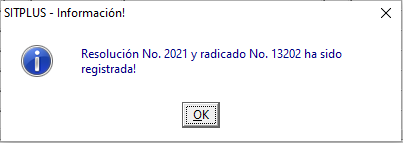 SITPLUS - Información!
Resolución No. 2021 y radicado No. 13202 ha sido
registrada!
OK